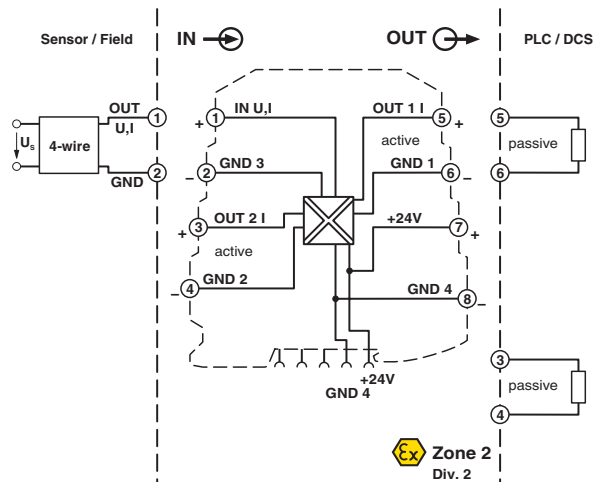 Sensor / Field
IN
OUT
PLC / DCS
OUT
U,I
1
2
GND
Us
4-wire
+
1
IN U,I
OUT 1 I
5
+
active
–
2
GND 3
GND 1
6
–
+
3
OUT 2 I
+24V
7
+
active
–
4
GND 2
GND 4
8
–
+24V
GND 4
5
passive
6
3
passive
4
Ex
Zone 2
Div. 2